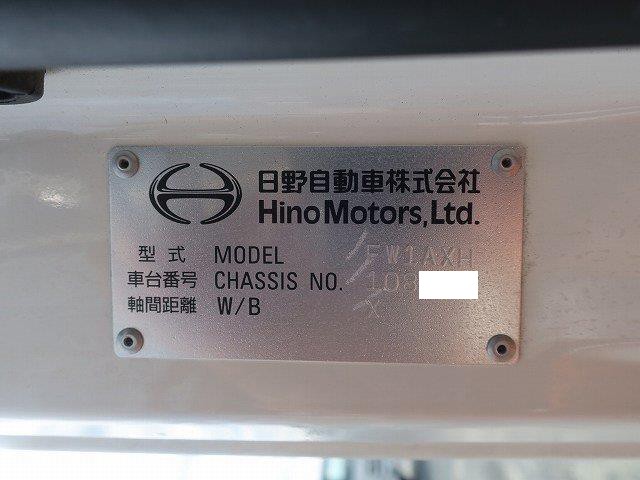 日野自動車株式会社
Hino Motors, Ltd.
型式 MODEL FW1AXH
車台番号 CHASSIS NO. 108
軸間距離 W/B X